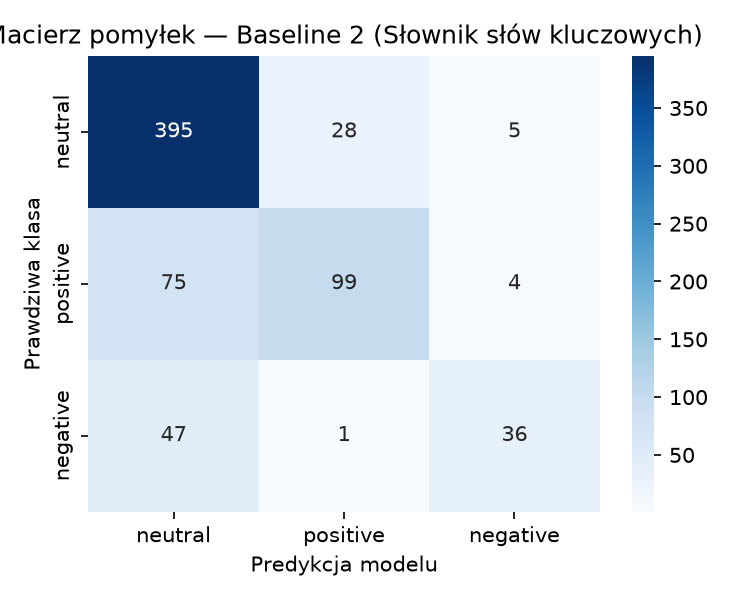 Macierz pomyłek — Baseline 2 (Słownik słów kluczowych)
neutral 395 28 5
positive 75 99 4
negative 47 1 36
neutral positive negative
Prawdziwa klasa
Predykcja modelu
350
300
250
200
150
100
50